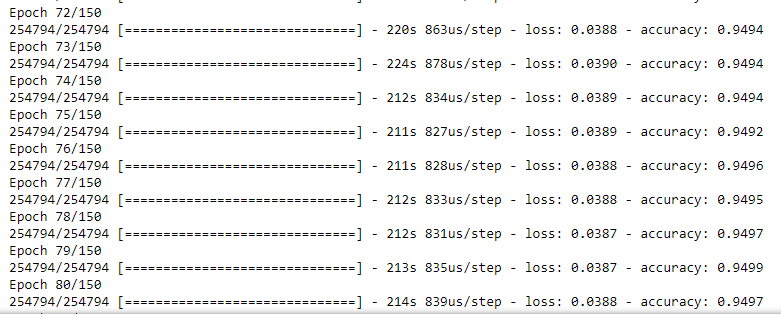 Epoch 72/150
254794/254794 [==============================] - 220s 863us/step - loss: 0.0388 - accuracy: 0.9494
Epoch 73/150
254794/254794 [==============================] - 224s 878us/step - loss: 0.0390 - accuracy: 0.9494
Epoch 74/150
254794/254794 [==============================] - 212s 834us/step - loss: 0.0389 - accuracy: 0.9494
Epoch 75/150
254794/254794 [==============================] - 211s 827us/step - loss: 0.0389 - accuracy: 0.9492
Epoch 76/150
254794/254794 [==============================] - 211s 828us/step - loss: 0.0388 - accuracy: 0.9496
Epoch 77/150
254794/254794 [==============================] - 212s 833us/step - loss: 0.0388 - accuracy: 0.9495
Epoch 78/150
254794/254794 [==============================] - 212s 831us/step - loss: 0.0387 - accuracy: 0.9497
Epoch 79/150
254794/254794 [==============================] - 213s 835us/step - loss: 0.0387 - accuracy: 0.9499
Epoch 80/150
254794/254794 [==============================] - 214s 839us/step - loss: 0.0388 - accuracy: 0.9497